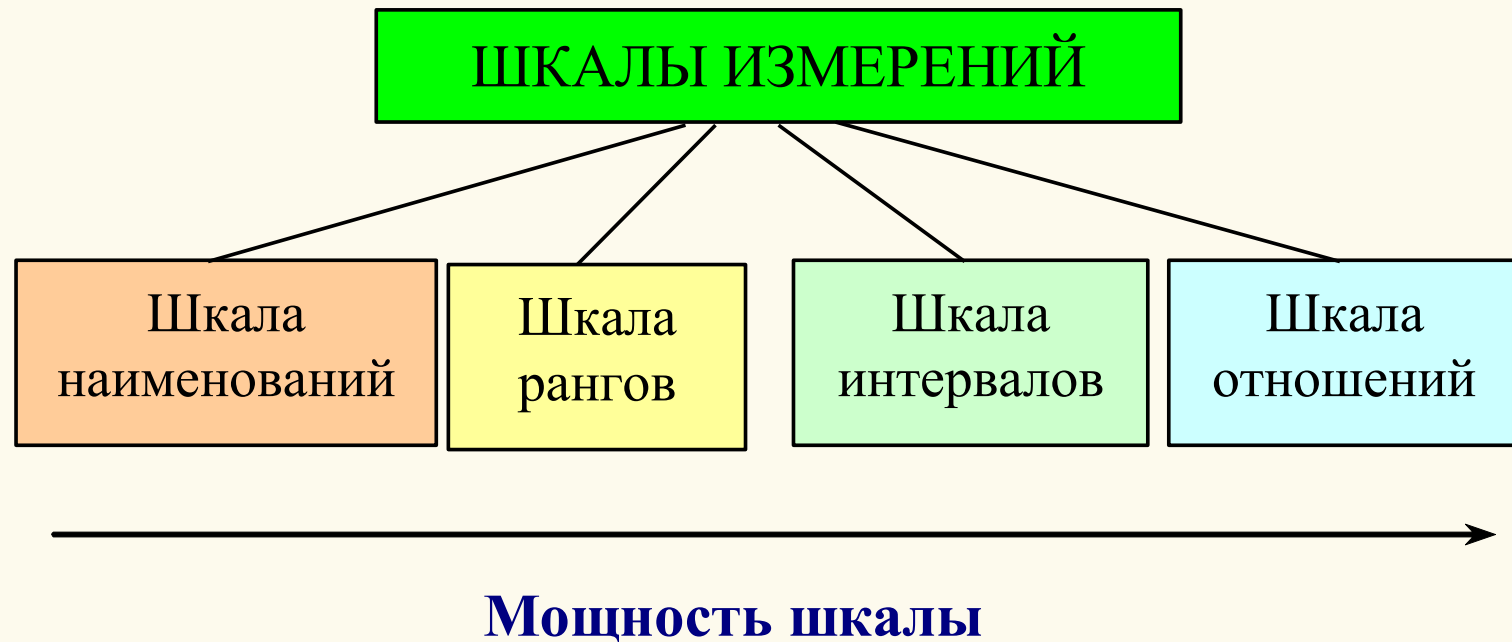 ШКАЛЫ ИЗМЕРЕНИЙ
Шкала
наименований
Шкала
рангов
Шкала
интервалов
Шкала
отношений
Мощность шкалы